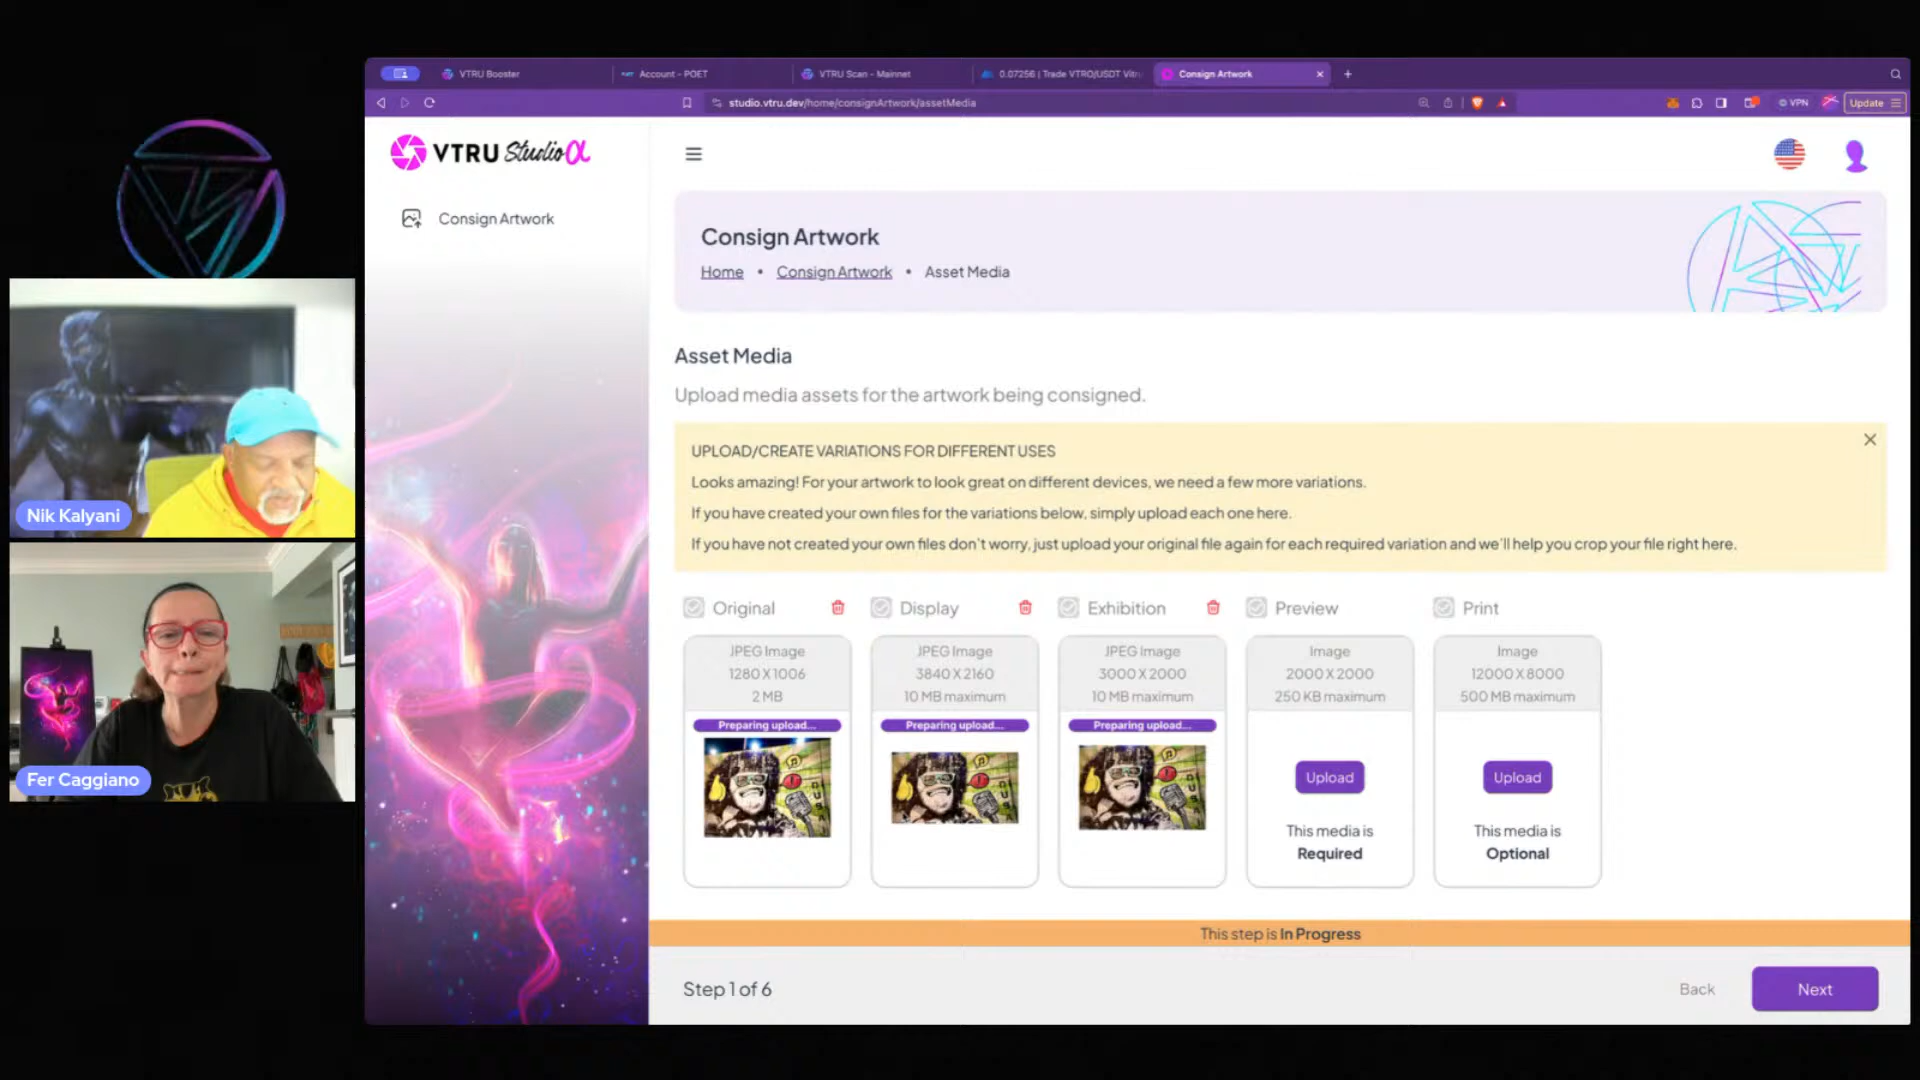 VTRU Booster
Account - POET
VTRU Scan - Mainnet
0.07256 | Trade VTRO/USDT Vitru
Consign Artwork
studio.vtru.dev/home/consignArtwork/assetMedia
VPN
Update
VTRU Studio α
Consign Artwork
Consign Artwork
Home • Consign Artwork • Asset Media
Asset Media
Upload media assets for the artwork being consigned.
UPLOAD/CREATE VARIATIONS FOR DIFFERENT USES
Looks amazing! For your artwork to look great on different devices, we need a few more variations.
If you have created your own files for the variations below, simply upload each one here.
If you have not created your own files don't worry, just upload your original file again for each required variation and we'll help you crop your file right here.
Original
JPEG Image
1280 X 1006
2 MB
Preparing upload...
Display
JPEG Image
3840 X 2160
10 MB maximum
Preparing upload...
Exhibition
JPEG Image
3000 X 2000
10 MB maximum
Preparing upload...
Preview
Image
2000 X 2000
250 KB maximum
Upload
This media is
Required
Print
Image
12000 X 8000
500 MB maximum
Upload
This media is
Optional
This step is In Progress
Step 1 of 6
Back
Next
Nik Kalyani
Fer Caggiano